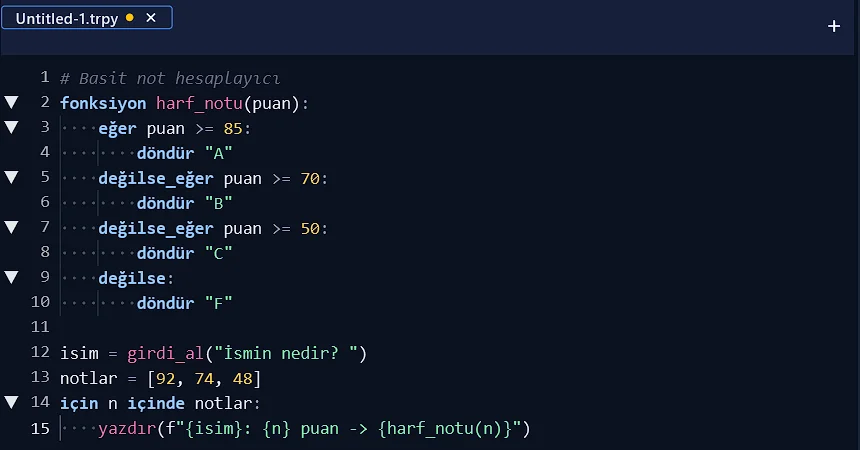 Untitled-1.trpy ● ✕
+
1 # Basit not hesaplayıcı
2 fonksiyon harf_notu(puan):
3 ····eğer puan >= 85:
4 ········döndür "A"
5 ····değilse_eğer puan >= 70:
6 ········döndür "B"
7 ····değilse_eğer puan >= 50:
8 ········döndür "C"
9 ····değilse:
10 ········döndür "F"
11
12 isim = girdi_al("İsmin nedir? ")
13 notlar = [92, 74, 48]
14 için n içinde notlar:
15 ····yazdır(f"{isim}: {n} puan -> {harf_notu(n)}")